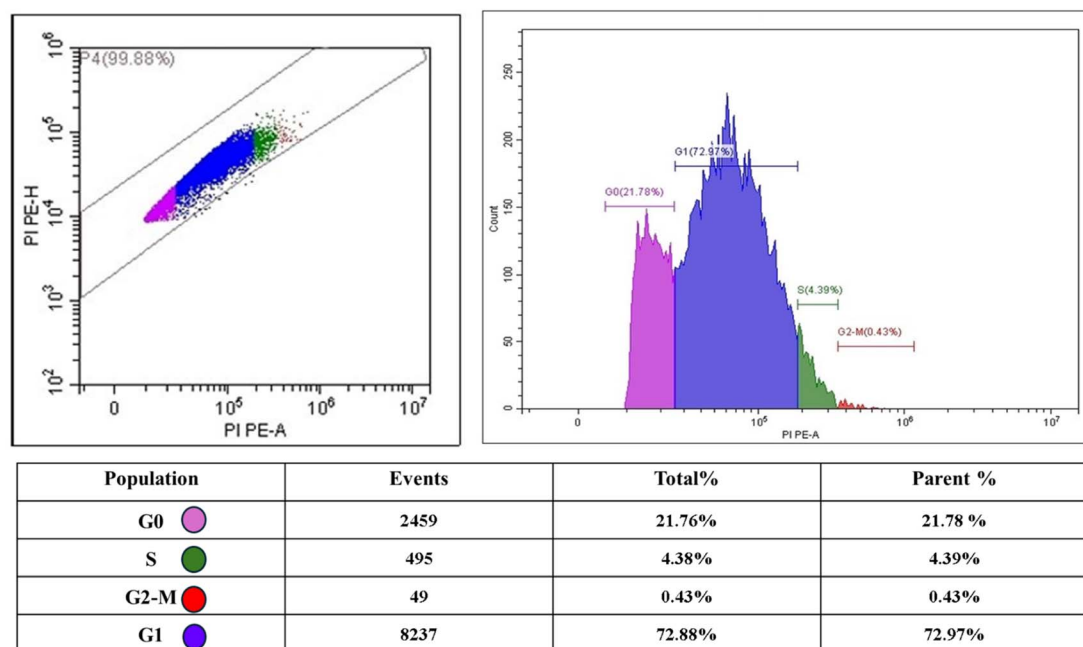 P4(99.88%)
10^6
10^5
10^4
10^3
10^2
PI PE-H
0
10^5
10^6
10^7
PI PE-A
250
200
150
100
50
0
Count
G1(72.97%)
G0(21.78%)
S(4.39%)
G2-M(0.43%)
0
10^5
10^6
10^7
PI PE-A
Population Events Total% Parent %
G0 2459 21.76% 21.78 %
S 495 4.38% 4.39%
G2-M 49 0.43% 0.43%
G1 8237 72.88% 72.97%